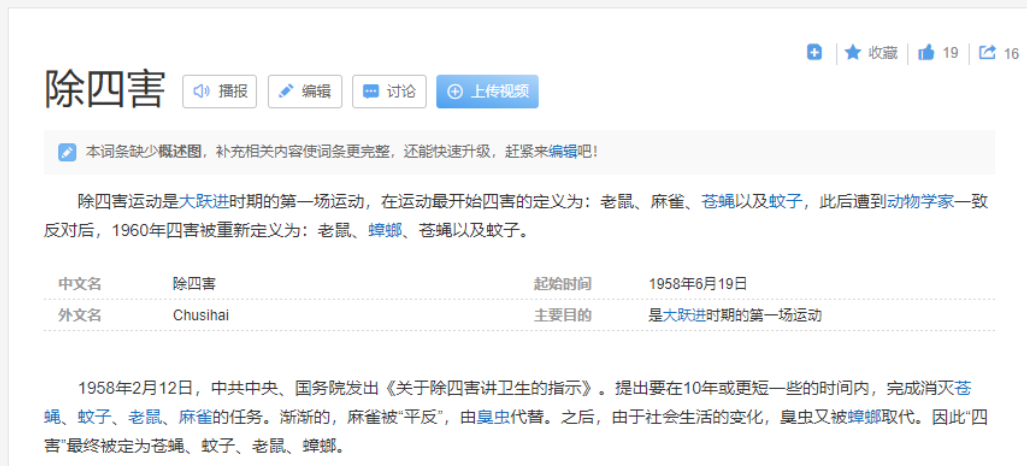 收藏 19 16
除四害 播报 编辑 讨论 上传视频
本词条缺少概述图，补充相关内容使词条更完整，还能快速升级，赶紧来编辑吧！
除四害运动是大跃进时期的第一场运动，在运动最开始四害的定义为：老鼠、麻雀、苍蝇以及蚊子，此后遭到动物学家一致
反对后，1960年四害被重新定义为：老鼠、蟑螂、苍蝇以及蚊子。
中文名 除四害 起始时间 1958年6月19日
外文名 Chusihai 主要目的 是大跃进时期的第一场运动
1958年2月12日，中共中央、国务院发出《关于除四害讲卫生的指示》。提出要在10年或更短一些的时间内，完成消灭苍
蝇、蚊子、老鼠、麻雀的任务。渐渐的，麻雀被“平反”，由臭虫代替。之后，由于社会生活的变化，臭虫又被蟑螂取代。因此“四
害”最终被定为苍蝇、蚊子、老鼠、蟑螂。